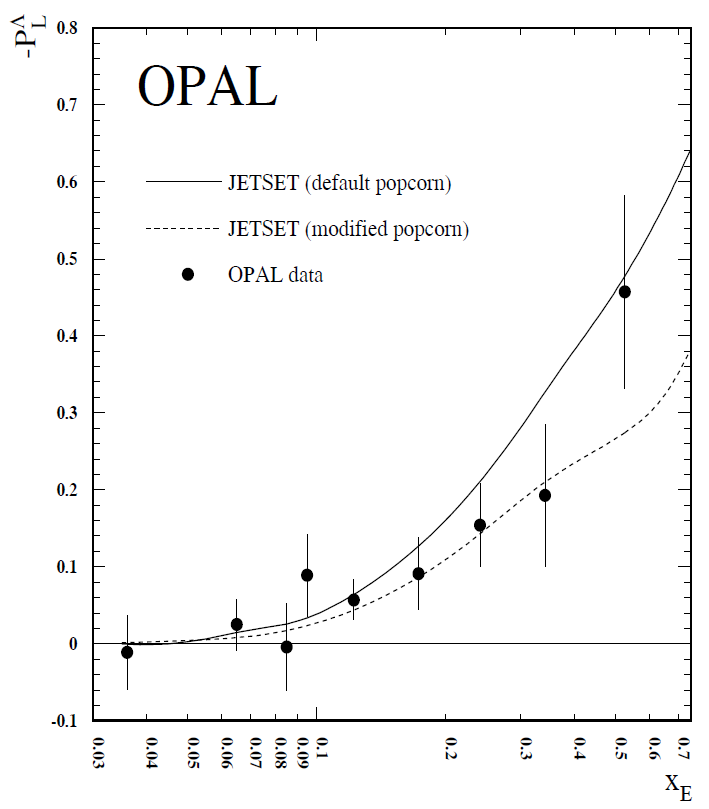 -P_L^Λ
0.8
OPAL
0.7
0.6
JETSET (default popcorn)
JETSET (modified popcorn)
0.5
OPAL data
0.4
0.3
0.2
0.1
0
-0.1
0.03 0.04 0.05 0.06 0.07 0.08 0.09 0.1 0.2 0.3 0.4 0.5 0.6 0.7
X_E